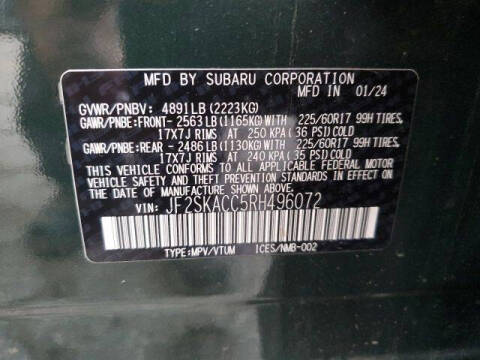 MFD BY SUBARU CORPORATION
MFD IN 01/24
GVWR/PNBV: 4891LB (2223KG)
GAWR/PNBE:FRONT- 2563LB (1165KG)WITH 225/60R17 99H TIRES,
17X7J RIMS AT 250 KPA (36 PSI)COLD
GAWR/PNBE:REAR - 2486LB (1130KG)WITH 225/60R17 99H TIRES,
17X7J RIMS AT 240 KPA (35 PSI)COLD
THIS VEHICLE CONFORMS TO ALL APPLICABLE FEDERAL MOTOR
VEHICLE SAFETY AND THEFT PREVENTION STANDARDS IN EFFECT ON
THE DATE OF MANUFACTURE SHOWN ABOVE.
VIN: JF2SKACC5RH496072
TYPE:MPV/VTUM ICES/NMB-002